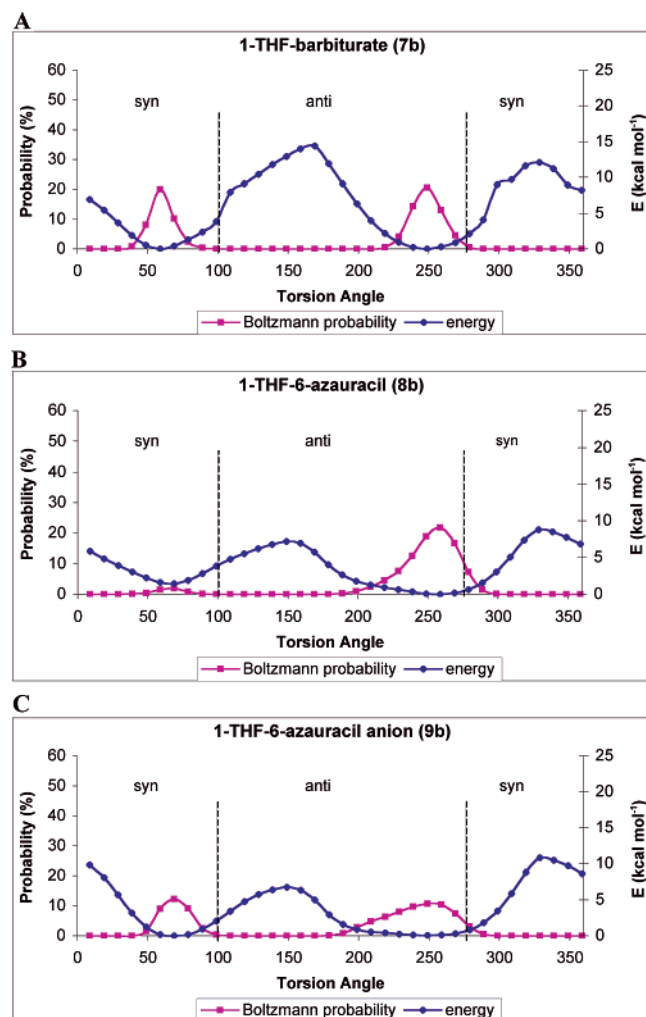 A
1-THF-barbiturate (7b)
syn anti syn
Probability (%)
60
50
40
30
20
10
0
E (kcal mol⁻¹)
25
20
15
10
5
0
0 50 100 150 200 250 300 350
Torsion Angle
Boltzmann probability energy
B
1-THF-6-azauracil (8b)
syn anti syn
Probability (%)
60
50
40
30
20
10
0
E (kcal mol⁻¹)
25
20
15
10
5
0
0 50 100 150 200 250 300 350
Torsion Angle
Boltzmann probability energy
C
1-THF-6-azauracil anion (9b)
syn anti syn
Probability (%)
60
50
40
30
20
10
0
E (kcal mol⁻¹)
25
20
15
10
5
0
0 50 100 150 200 250 300 350
Torsion Angle
Boltzmann probability energy